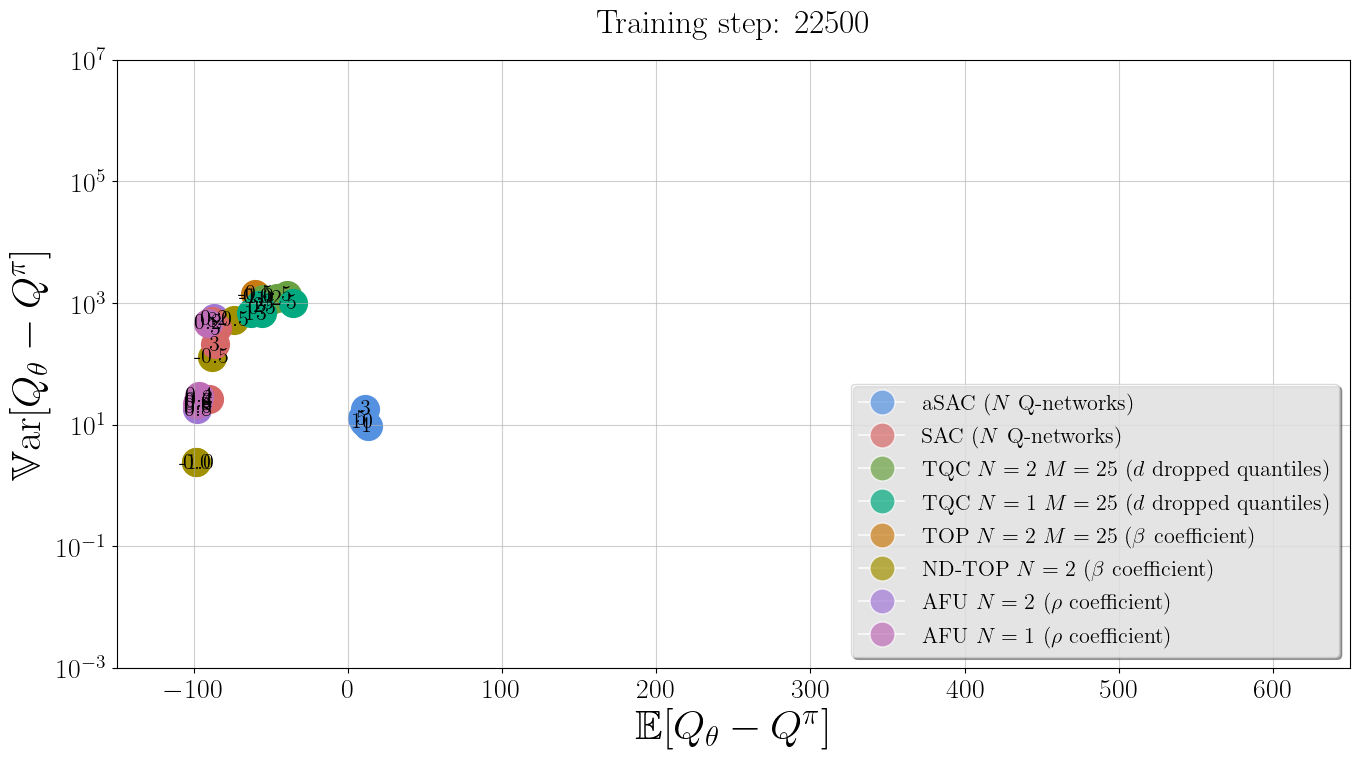 Training step: 22500
10^7
10^5
10^3
10^1
10^−1
10^−3
𝕍ar[Q_θ − Q^π]
-0.5
3
3
10
1
-1.0
aSAC (N Q-networks)
SAC (N Q-networks)
TQC N = 2 M = 25 (d dropped quantiles)
TQC N = 1 M = 25 (d dropped quantiles)
TOP N = 2 M = 25 (β coefficient)
ND-TOP N = 2 (β coefficient)
AFU N = 2 (ρ coefficient)
AFU N = 1 (ρ coefficient)
−100 0 100 200 300 400 500 600
𝔼[Q_θ − Q^π]